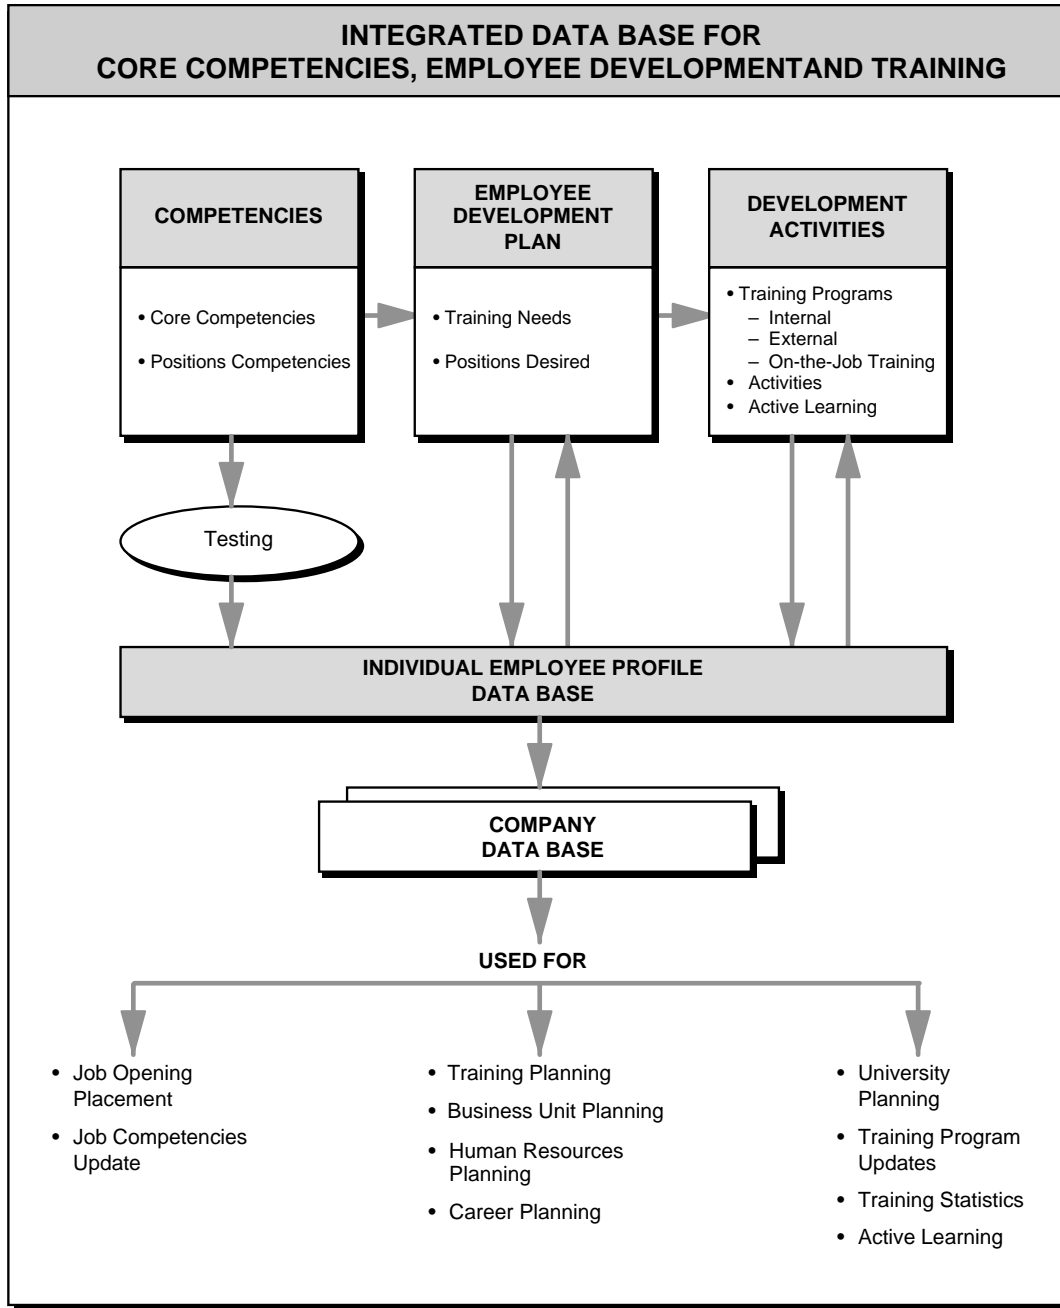 INTEGRATED DATA BASE FOR
CORE COMPETENCIES, EMPLOYEE DEVELOPMENTAND TRAINING
COMPETENCIES
• Core Competencies
• Positions Competencies
EMPLOYEE
DEVELOPMENT
PLAN
• Training Needs
• Positions Desired
DEVELOPMENT
ACTIVITIES
• Training Programs
– Internal
– External
– On-the-Job Training
• Activities
• Active Learning
Testing
INDIVIDUAL EMPLOYEE PROFILE
DATA BASE
COMPANY
DATA BASE
USED FOR
• Job Opening
Placement
• Job Competencies
Update
• Training Planning
• Business Unit Planning
• Human Resources
Planning
• Career Planning
• University
Planning
• Training Program
Updates
• Training Statistics
• Active Learning